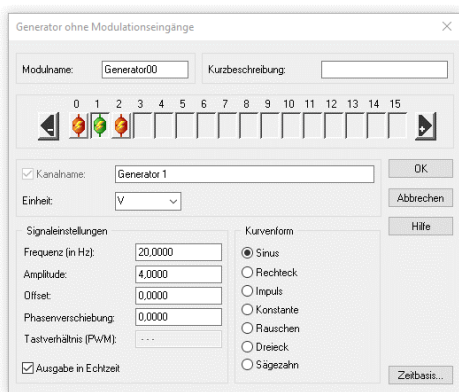 Generator ohne Modulationseingänge
Modulname: Generator00 Kurzbeschreibung:
0 1 2 3 4 5 6 7 8 9 10 11 12 13 14 15
Kanalname: Generator 1 OK
Einheit: V Abbrechen
Hilfe
Signaleinstellungen Kurvenform
Frequenz (in Hz): 20,0000 Sinus
Amplitude: 4,0000 Rechteck
Offset: 0,0000 Impuls
Phasenverschiebung: 0,0000 Konstante
Tastverhältnis (PWM): - - - Rauschen
Dreieck
Ausgabe in Echtzeit Sägezahn
Zeitbasis...